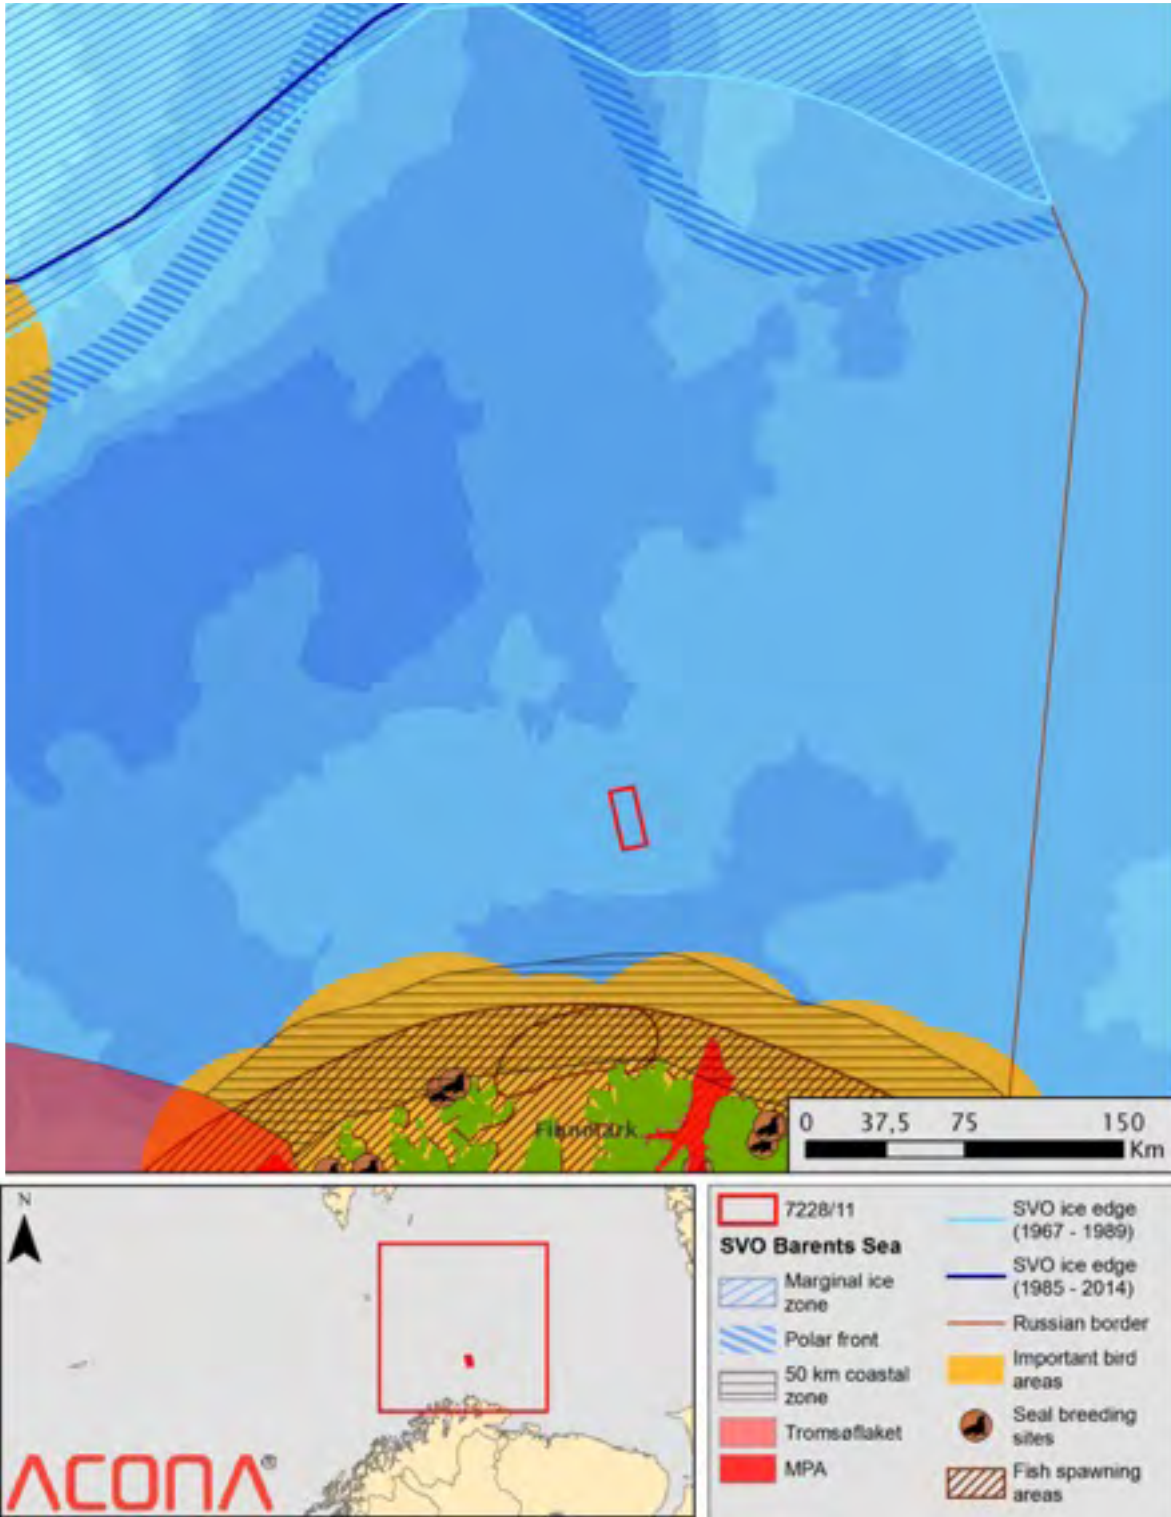 Finnmark
0 37,5 75 150
Km
N
ACONA®
7228/11
SVO Barents Sea
Marginal ice
zone
Polar front
50 km coastal
zone
Tromsøflaket
MPA
SVO ice edge
(1967 - 1989)
SVO ice edge
(1985 - 2014)
Russian border
Important bird
areas
Seal breeding
sites
Fish spawning
areas